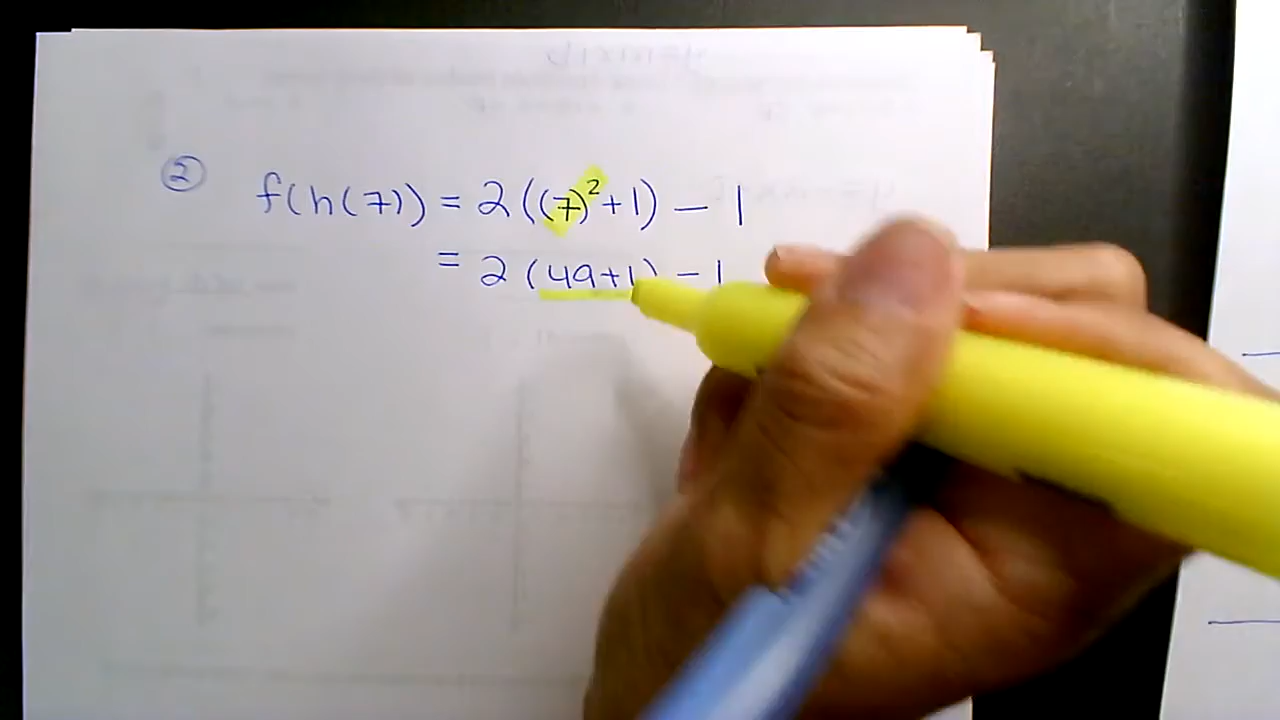 ② f(h(7)) = 2((7)²+1) − 1
= 2(49+1) − 1